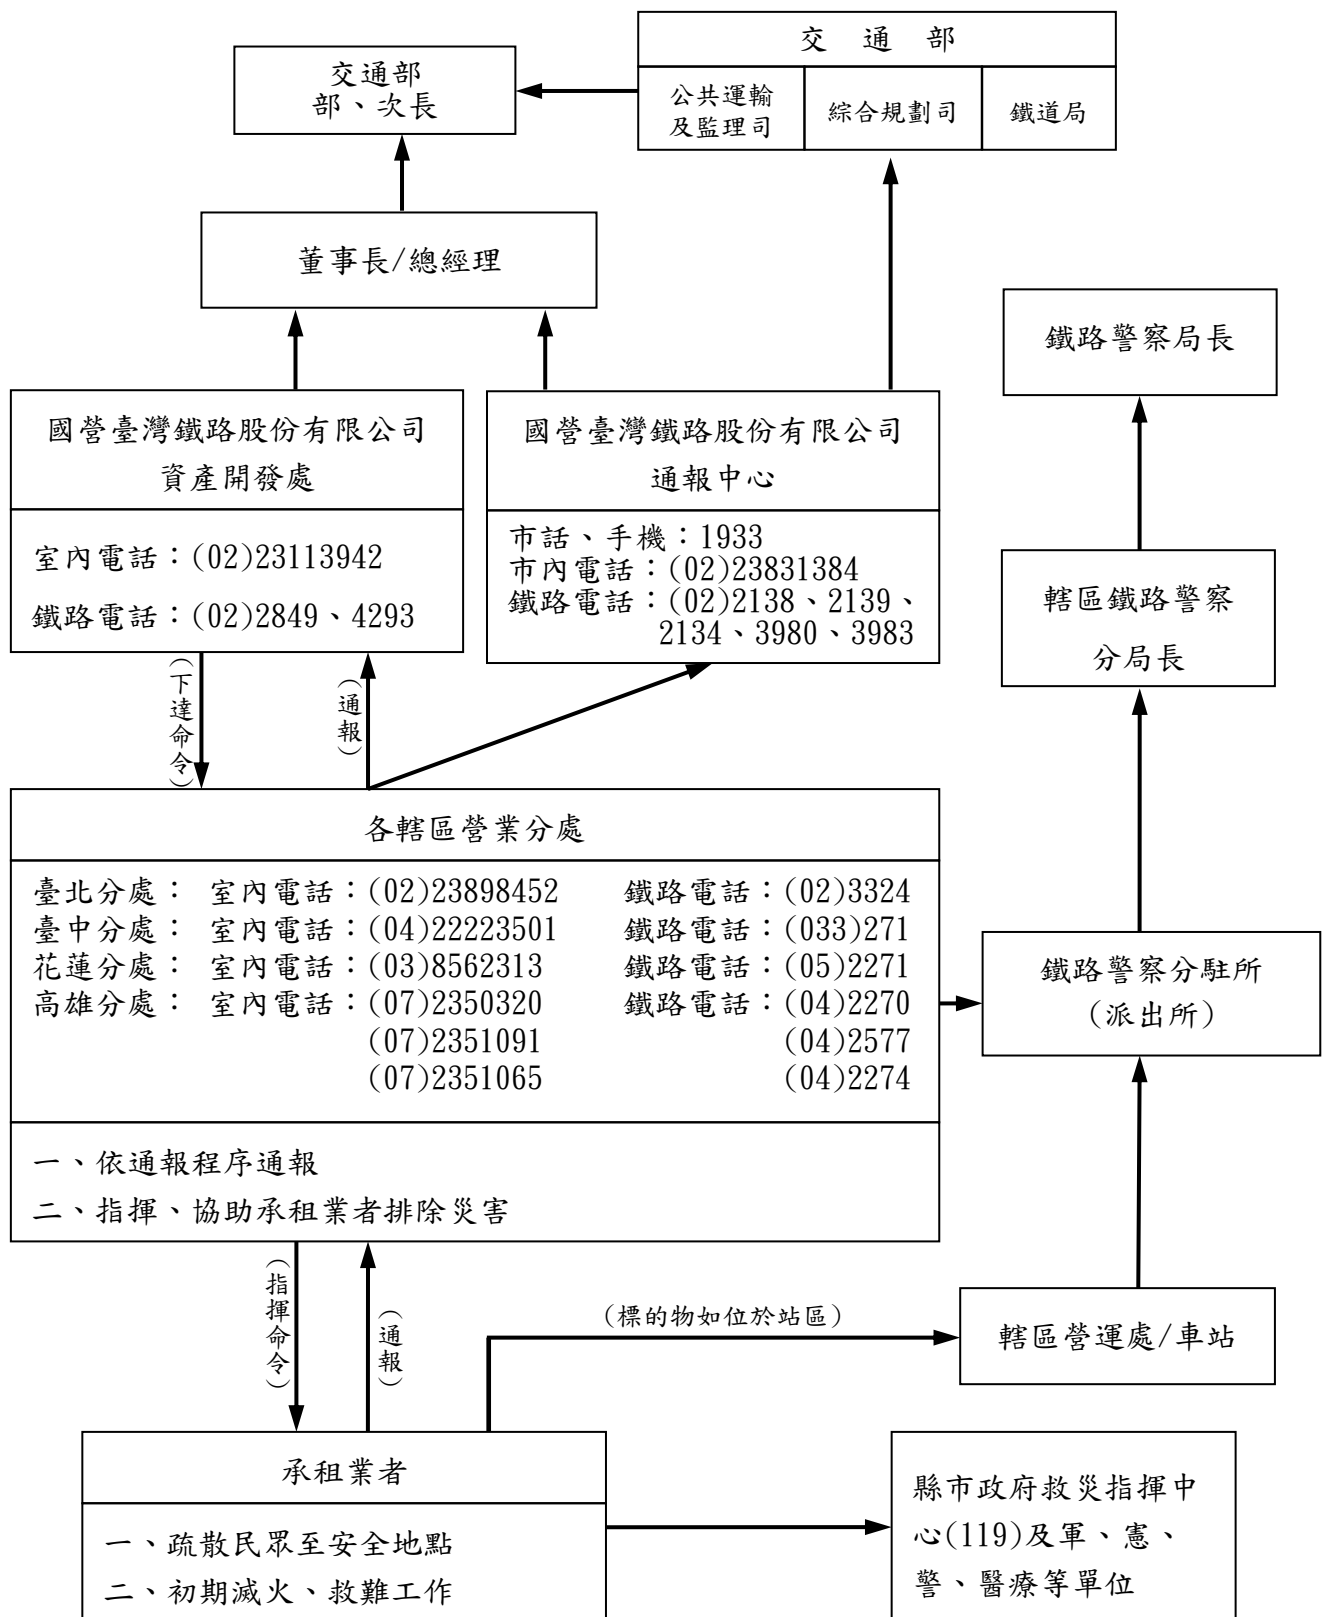 交　通　部
公共運輸
及監理司
綜合規劃司
鐵道局
交通部
部、次長
董事長/總經理
鐵路警察局長
國營臺灣鐵路股份有限公司
資產開發處
室內電話：(02)23113942
鐵路電話：(02)2849、4293
國營臺灣鐵路股份有限公司
通報中心
市話、手機：1933
市內電話：(02)23831384
鐵路電話：(02)2138、2139、
2134、3980、3983
轄區鐵路警察
分局長
(下達命令)
(通報)
各轄區營業分處
臺北分處： 室內電話：(02)23898452 鐵路電話：(02)3324
臺中分處： 室內電話：(04)22223501 鐵路電話：(033)271
花蓮分處： 室內電話：(03)8562313 鐵路電話：(05)2271
高雄分處： 室內電話：(07)2350320 鐵路電話：(04)2270
(07)2351091 (04)2577
(07)2351065 (04)2274
一、依通報程序通報
二、指揮、協助承租業者排除災害
鐵路警察分駐所
(派出所)
(指揮命令)
(通報)
(標的物如位於站區)
轄區營運處/車站
承租業者
一、疏散民眾至安全地點
二、初期滅火、救難工作
縣市政府救災指揮中
心(119)及軍、憲、
警、醫療等單位